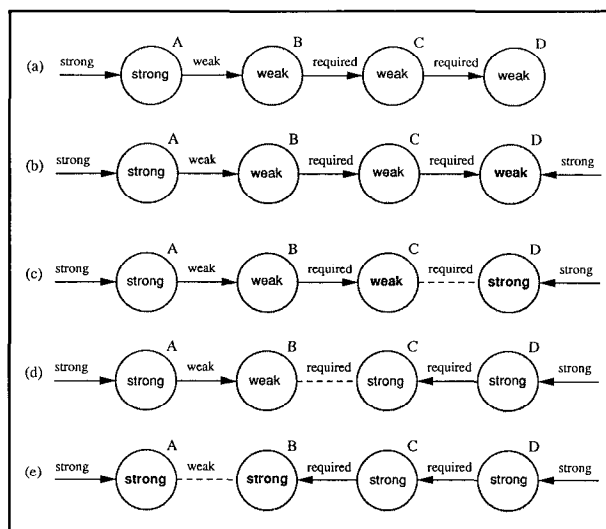 A B C D
(a) strong strong weak weak required weak required weak
A B C D
(b) strong strong weak weak required weak required weak strong
A B C D
(c) strong strong weak weak required weak required strong strong
A B C D
(d) strong strong weak weak required strong required strong strong
A B C D
(e) strong strong weak strong required strong required strong strong